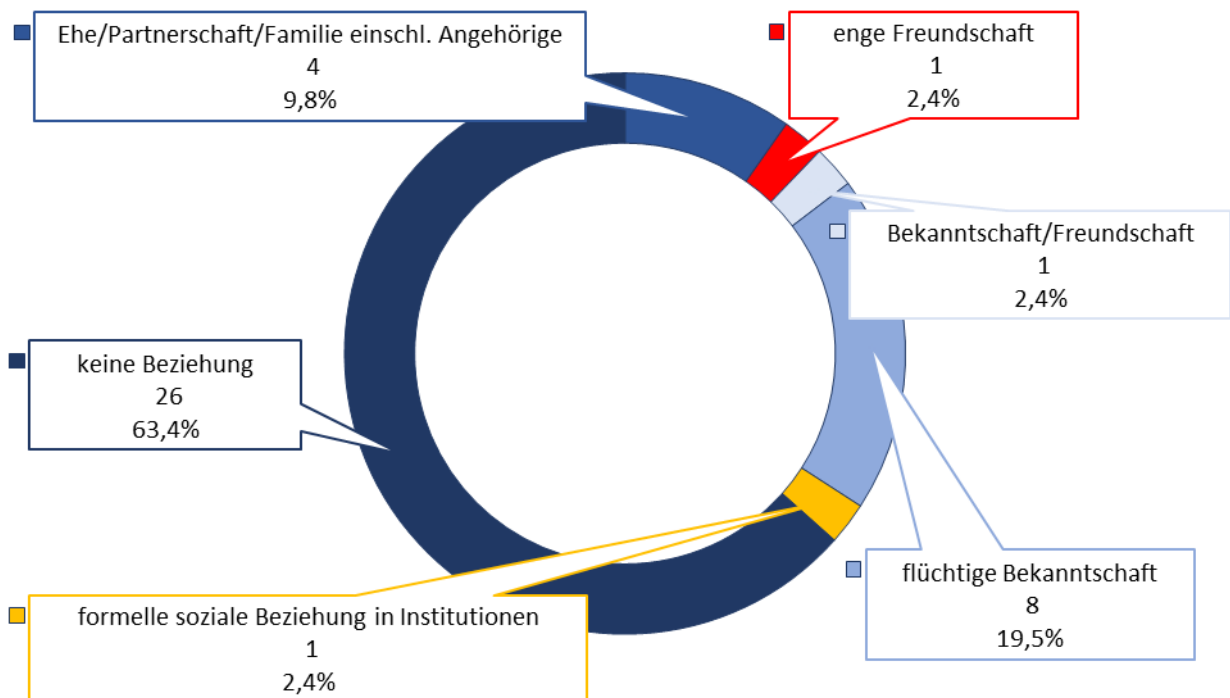 Ehe/Partnerschaft/Familie einschl. Angehörige
4
9,8%
enge Freundschaft
1
2,4%
Bekanntschaft/Freundschaft
1
2,4%
keine Beziehung
26
63,4%
flüchtige Bekanntschaft
8
19,5%
formelle soziale Beziehung in Institutionen
1
2,4%